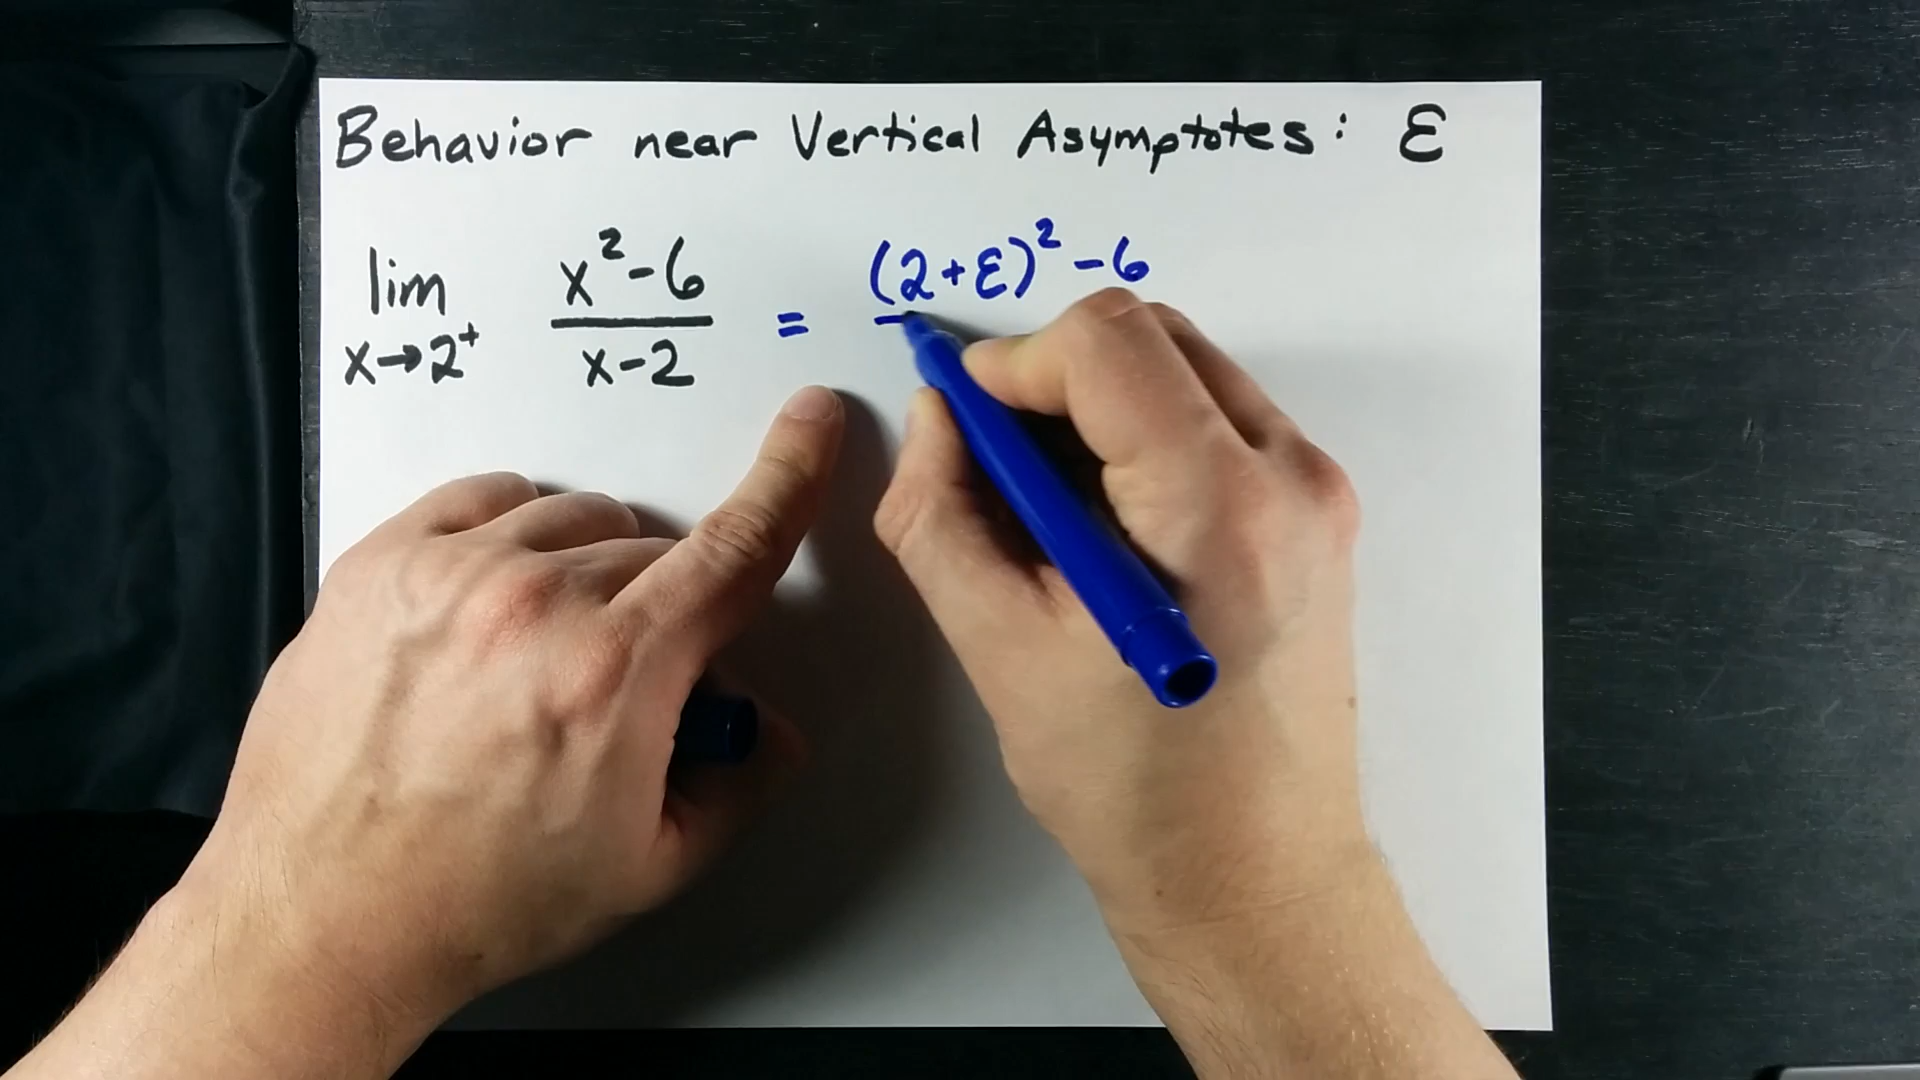 Behavior near Vertical Asymptotes: ε
lim x→2⁺ x²-6 / x-2 = (2+ε)²-6